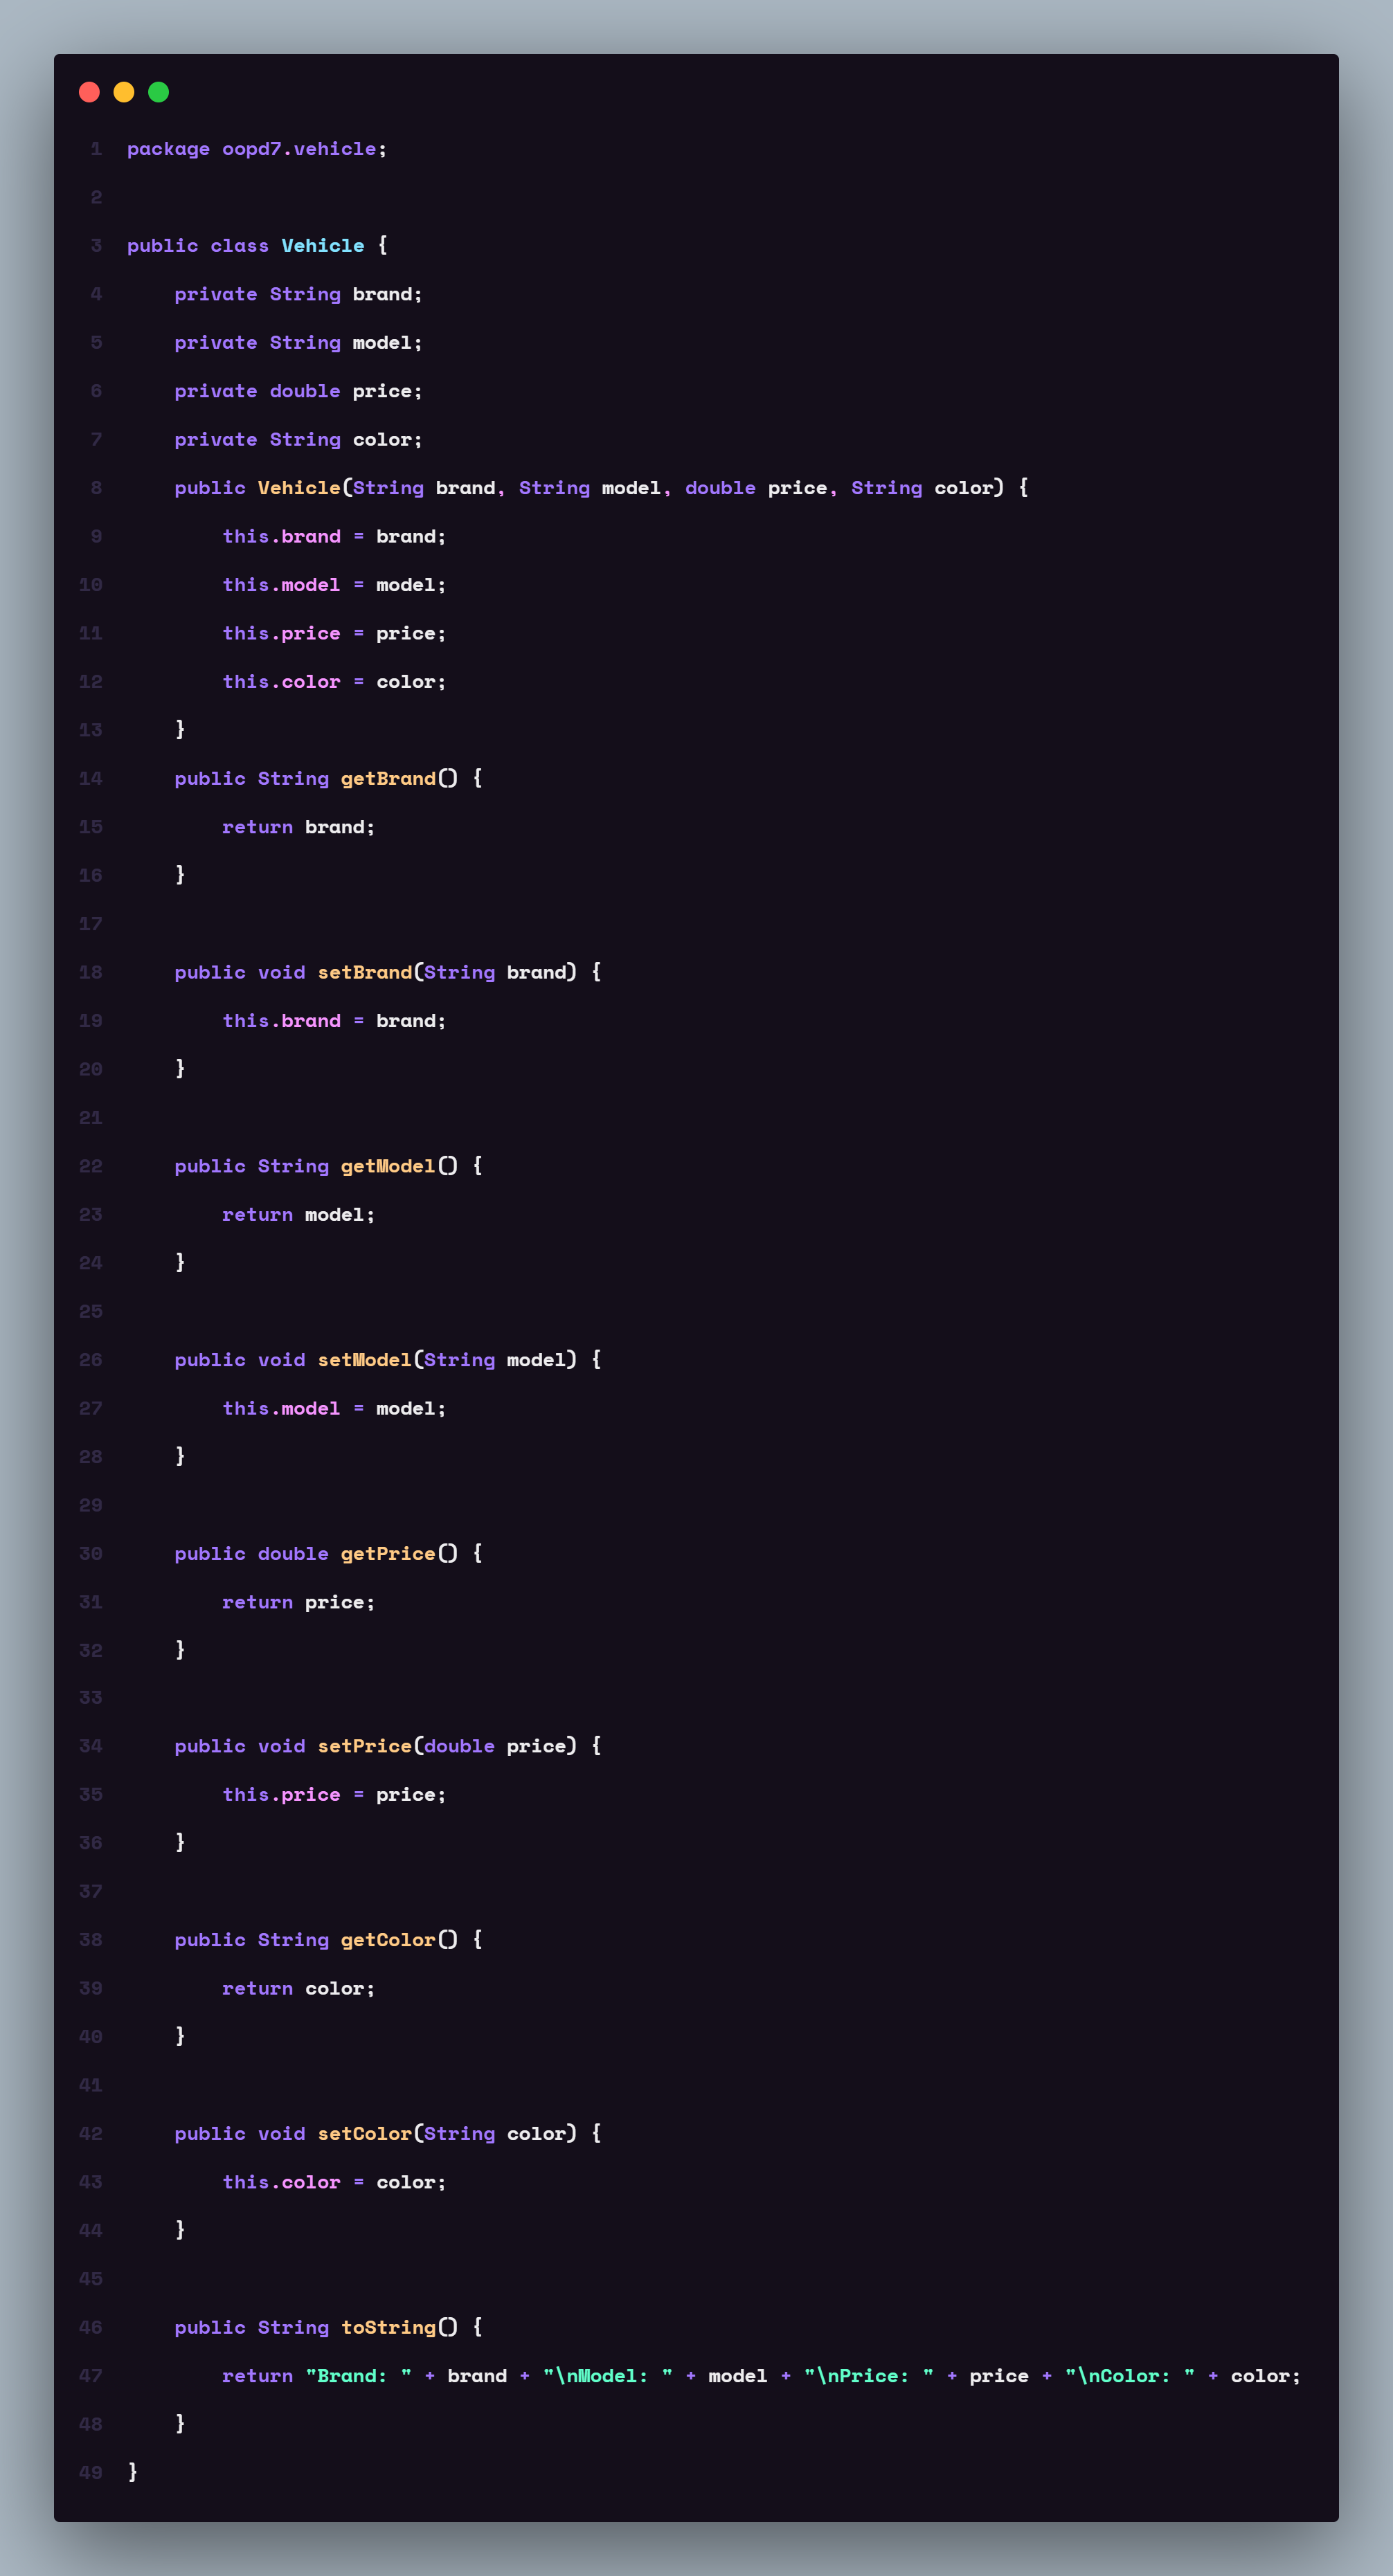 1 package oopd7.vehicle;
2
3 public class Vehicle {
4     private String brand;
5     private String model;
6     private double price;
7     private String color;
8     public Vehicle(String brand, String model, double price, String color) {
9         this.brand = brand;
10         this.model = model;
11         this.price = price;
12         this.color = color;
13     }
14     public String getBrand() {
15         return brand;
16     }
17
18     public void setBrand(String brand) {
19         this.brand = brand;
20     }
21
22     public String getModel() {
23         return model;
24     }
25
26     public void setModel(String model) {
27         this.model = model;
28     }
29
30     public double getPrice() {
31         return price;
32     }
33
34     public void setPrice(double price) {
35         this.price = price;
36     }
37
38     public String getColor() {
39         return color;
40     }
41
42     public void setColor(String color) {
43         this.color = color;
44     }
45
46     public String toString() {
47         return "Brand: " + brand + "\nModel: " + model + "\nPrice: " + price + "\nColor: " + color;
48     }
49 }